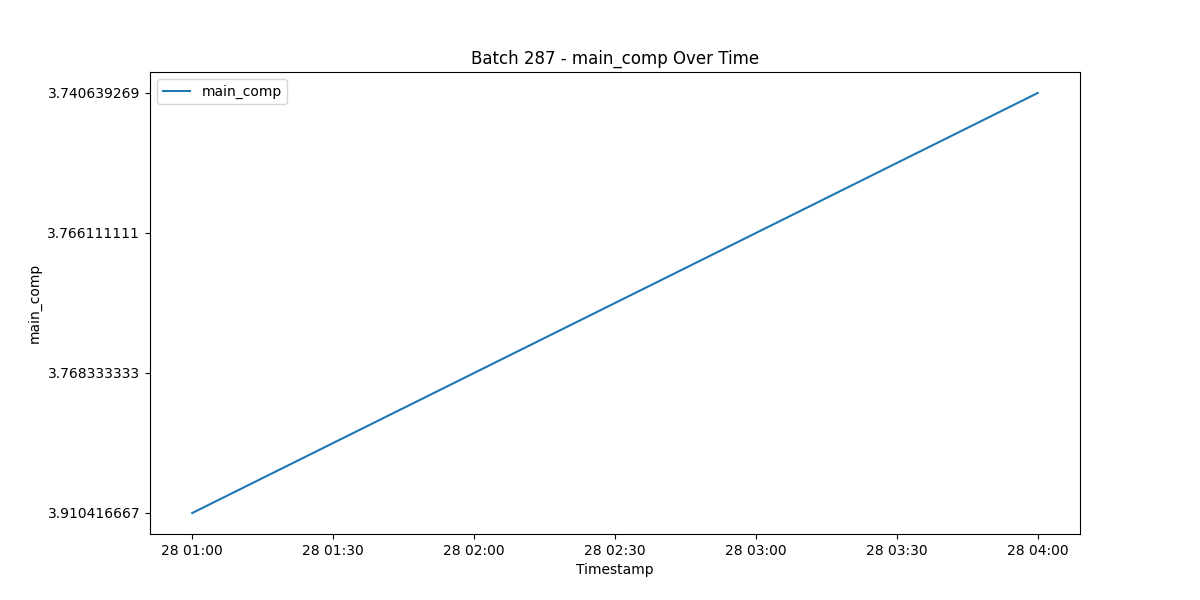 Batch 287 - main_comp Over Time
main_comp
3.740639269
3.766111111
3.768333333
3.910416667
main_comp
28 01:00
28 01:30
28 02:00
28 02:30
28 03:00
28 03:30
28 04:00
Timestamp